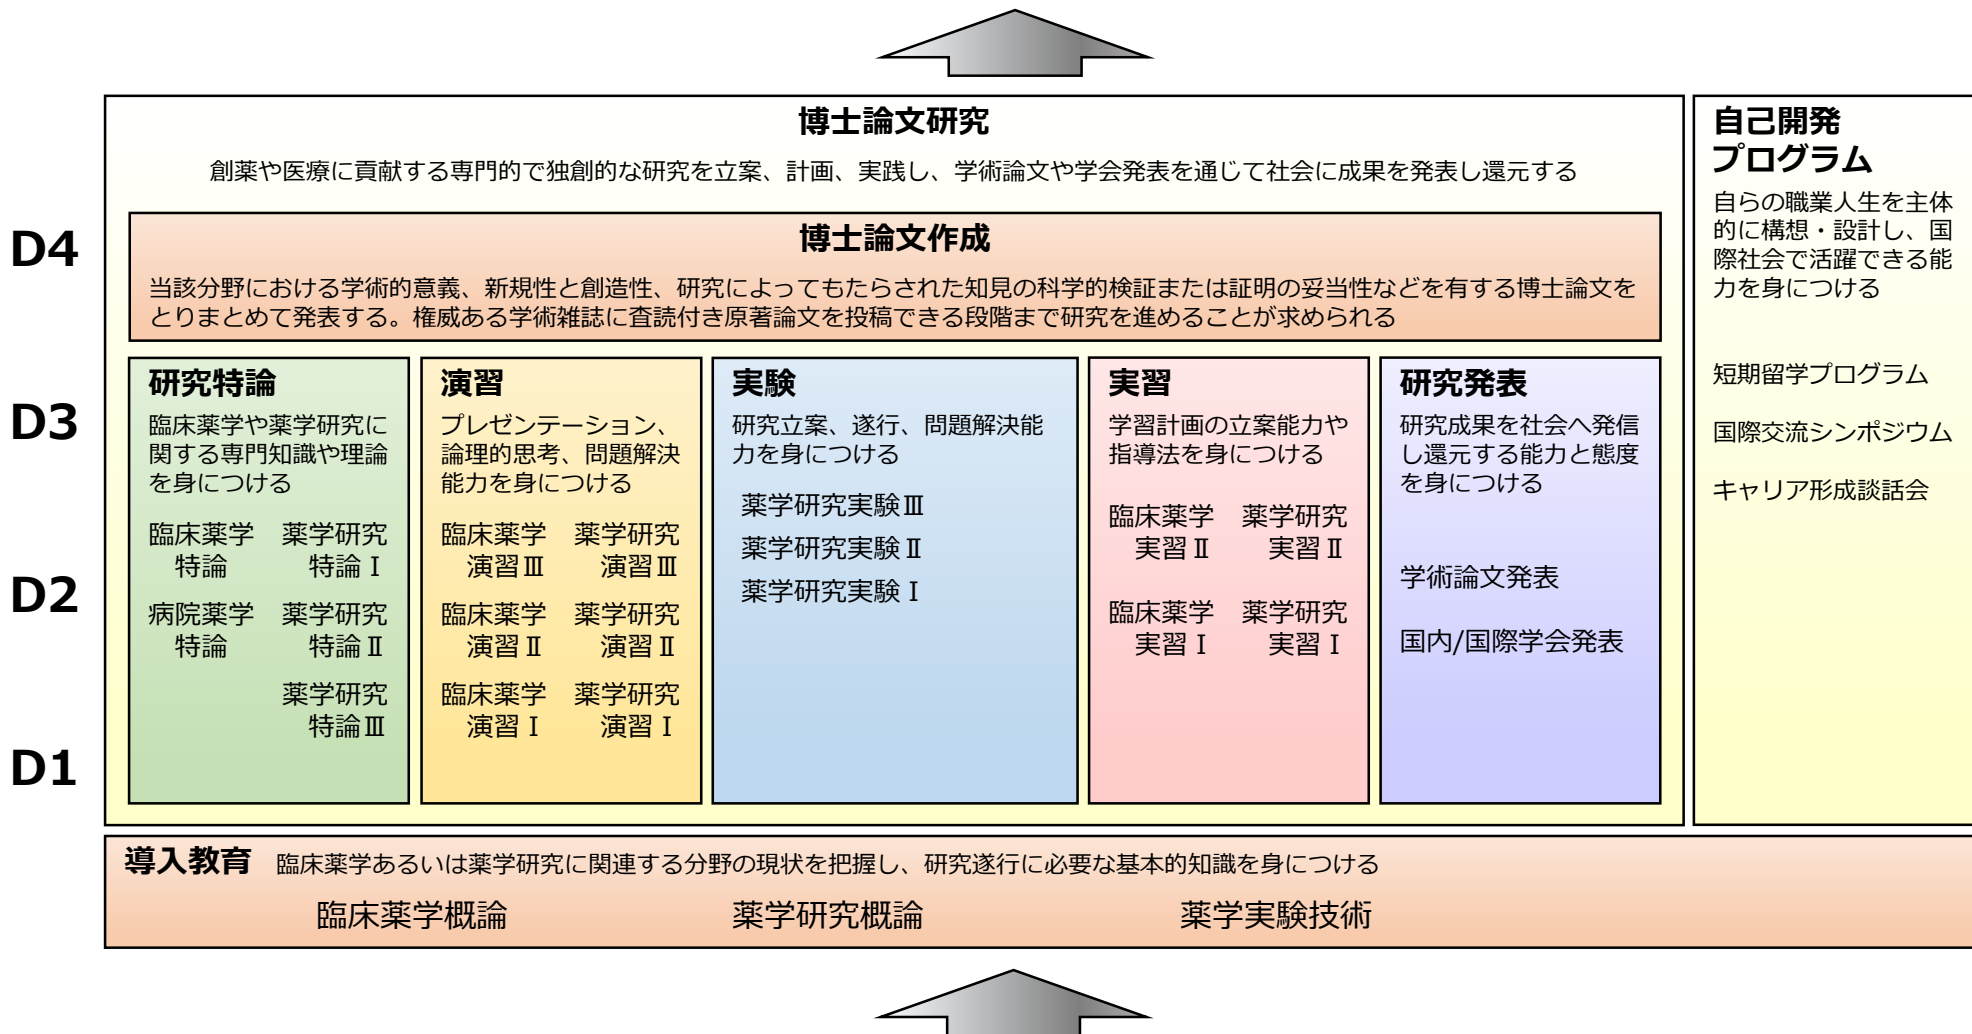 博士論文研究
創薬や医療に貢献する専門的で独創的な研究を立案、計画、実践し、学術論文や学会発表を通じて社会に成果を発表し還元する
D4
博士論文作成
当該分野における学術的意義、新規性と創造性、研究によってもたらされた知見の科学的検証または証明の妥当性などを有する博士論文を
とりまとめて発表する。権威ある学術雑誌に査読付き原著論文を投稿できる段階まで研究を進めることが求められる
D3
D2
D1
研究特論
臨床薬学や薬学研究に
関する専門知識や理論
を身につける
臨床薬学 薬学研究
特論 特論Ⅰ
病院薬学 薬学研究
特論 特論Ⅱ
薬学研究
特論Ⅲ
演習
プレゼンテーション、
論理的思考、問題解決
能力を身につける
臨床薬学 薬学研究
演習Ⅲ 演習Ⅲ
臨床薬学 薬学研究
演習Ⅱ 演習Ⅱ
臨床薬学 薬学研究
演習Ⅰ 演習Ⅰ
実験
研究立案、遂行、問題解決能
力を身につける
薬学研究実験Ⅲ
薬学研究実験Ⅱ
薬学研究実験Ⅰ
実習
学習計画の立案能力や
指導法を身につける
臨床薬学 薬学研究
実習Ⅱ 実習Ⅱ
臨床薬学 薬学研究
実習Ⅰ 実習Ⅰ
研究発表
研究成果を社会へ発信
し還元する能力と態度
を身につける
学術論文発表
国内/国際学会発表
自己開発
プログラム
自らの職業人生を主体
的に構想・設計し、国
際社会で活躍できる能
力を身につける
短期留学プログラム
国際交流シンポジウム
キャリア形成談話会
導入教育 臨床薬学あるいは薬学研究に関連する分野の現状を把握し、研究遂行に必要な基本的知識を身につける
臨床薬学概論 薬学研究概論 薬学実験技術